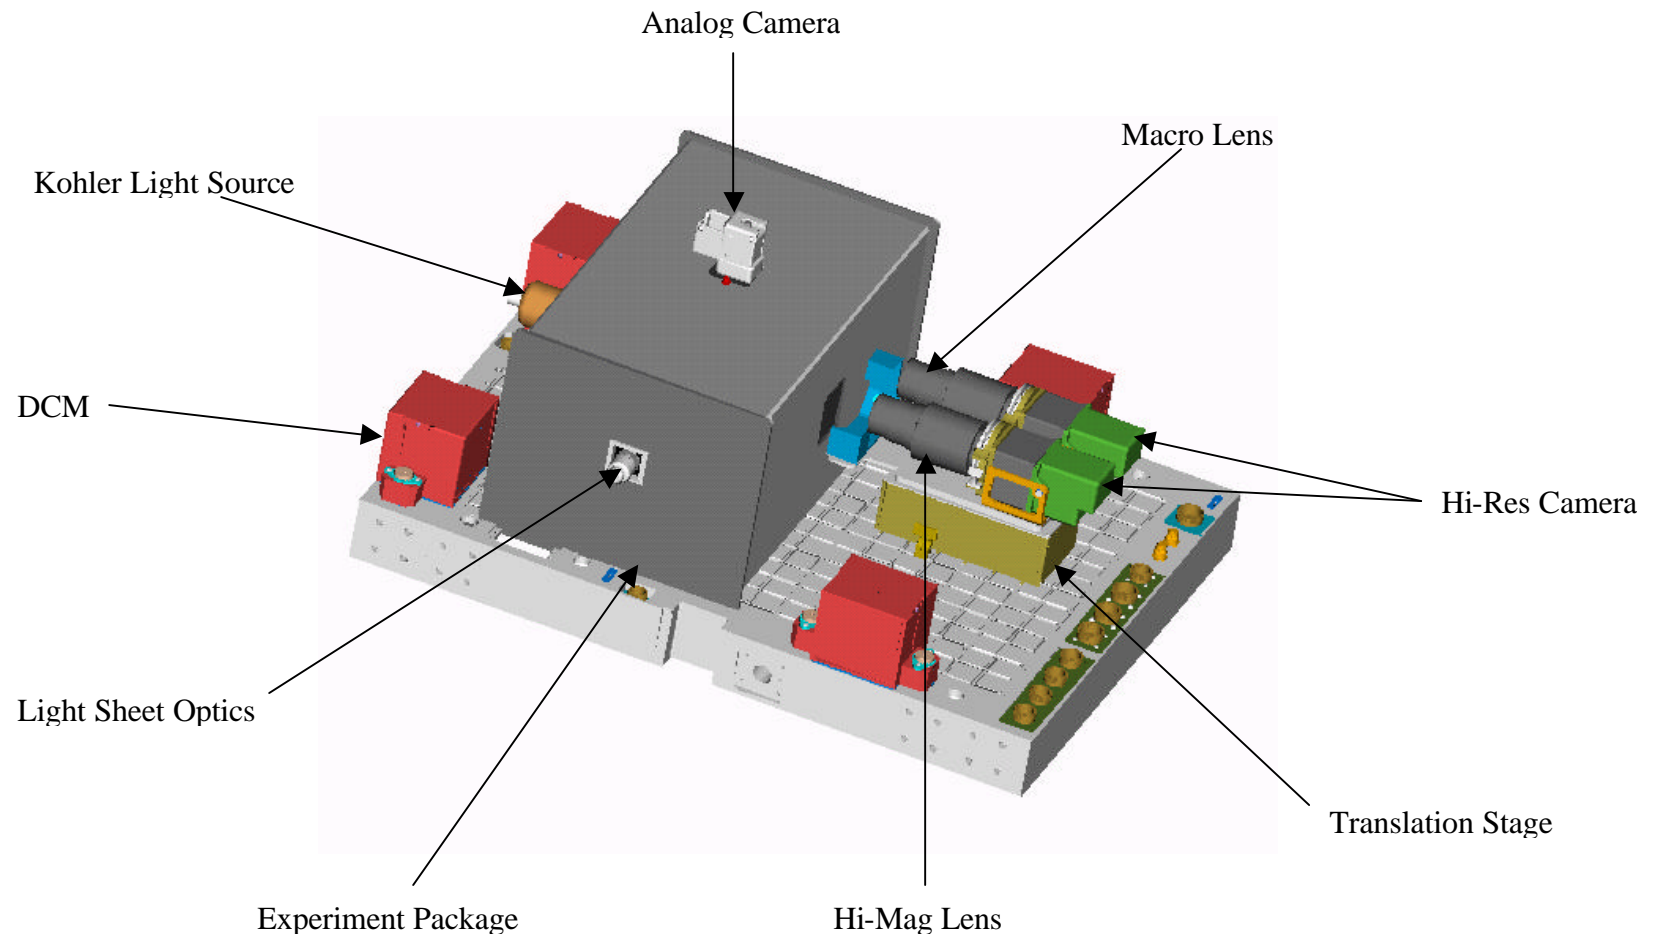 Analog Camera
Macro Lens
Kohler Light Source
DCM
Hi-Res Camera
Light Sheet Optics
Translation Stage
Experiment Package
Hi-Mag Lens